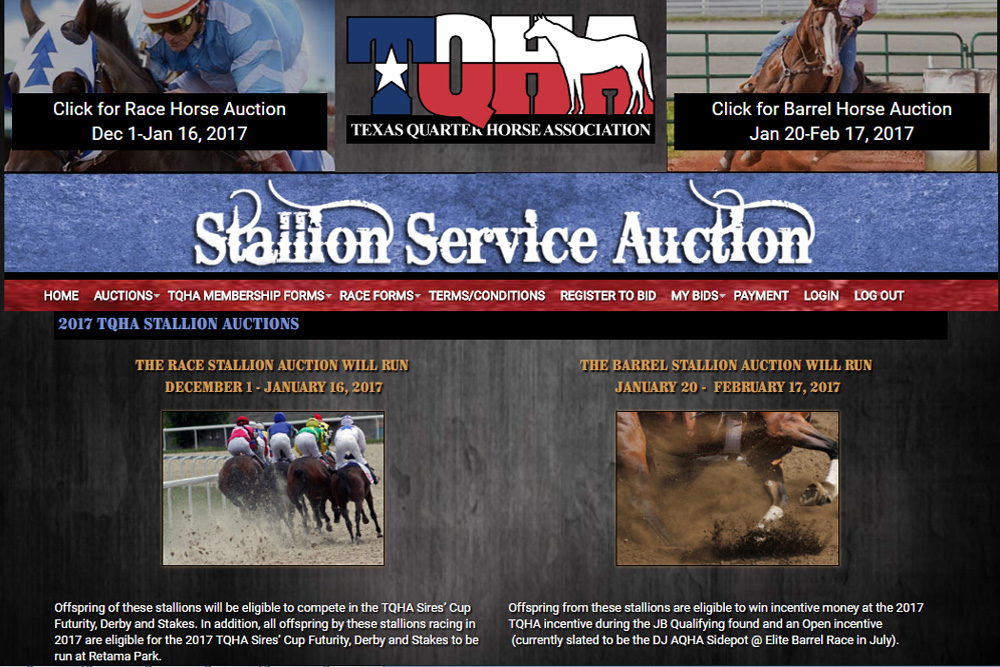 Click for Race Horse Auction
Dec 1-Jan 16, 2017
TQHA
TEXAS QUARTER HORSE ASSOCIATION
Click for Barrel Horse Auction
Jan 20-Feb 17, 2017
Stallion Service Auction
HOME AUCTIONS TQHA MEMBERSHIP FORMS RACE FORMS TERMS/CONDITIONS REGISTER TO BID MY BIDS PAYMENT LOGIN LOG OUT
2017 TQHA STALLION AUCTIONS
THE RACE STALLION AUCTION WILL RUN
DECEMBER 1 - JANUARY 16, 2017
THE BARREL STALLION AUCTION WILL RUN
JANUARY 20 - FEBRUARY 17, 2017
Offspring of these stallions will be eligible to compete in the TQHA Sires' Cup
Futurity, Derby and Stakes. In addition, all offspring by these stallions racing in
2017 are eligible for the 2017 TQHA Sires' Cup Futurity, Derby and Stakes to be
run at Retama Park.
Offspring from these stallions are eligible to win incentive money at the 2017
TQHA incentive during the JB Qualifying found and an Open incentive
(currently slated to be the DJ AQHA Sidepot @ Elite Barrel Race in July).